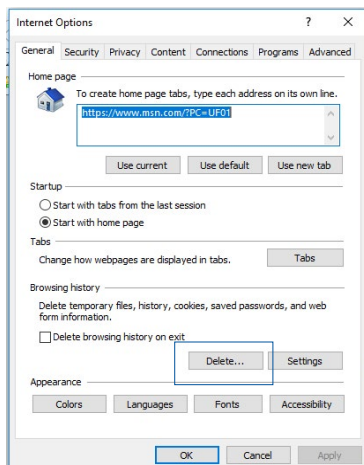 Internet Options ? ×
General Security Privacy Content Connections Programs Advanced
Home page
To create home page tabs, type each address on its own line.
https://www.msn.com/?PC=UF01
Use current Use default Use new tab
Startup
Start with tabs from the last session
Start with home page
Tabs
Change how webpages are displayed in tabs. Tabs
Browsing history
Delete temporary files, history, cookies, saved passwords, and web
form information.
Delete browsing history on exit
Delete... Settings
Appearance
Colors Languages Fonts Accessibility
OK Cancel Apply